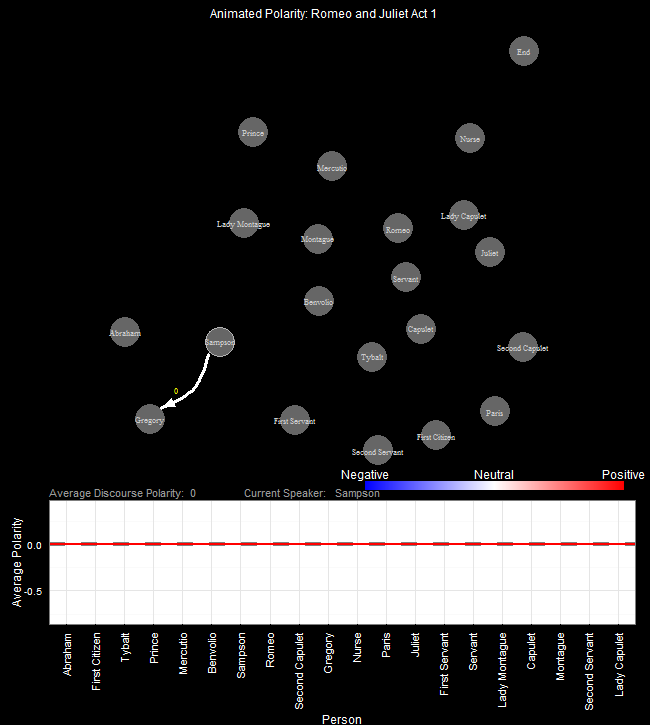 Animated Polarity: Romeo and Juliet Act 1
End
Prince
Nurse
Mercutio
Lady Montague
Lady Capulet
Romeo
Montague
Juliet
Servant
Benvolio
Abraham
Capulet
Sampson
Second Capulet
Tybalt
0
Paris
Gregory
First Servant
First Citizen
Second Servant
Negative Neutral Positive
Average Discourse Polarity: 0 Current Speaker: Sampson
Average Polarity
0.0
-0.5
Abraham
First Citizen
Tybalt
Prince
Mercutio
Benvolio
Sampson
Romeo
Second Capulet
Gregory
Nurse
Paris
Juliet
First Servant
Servant
Lady Montague
Capulet
Montague
Second Servant
Lady Capulet
Person